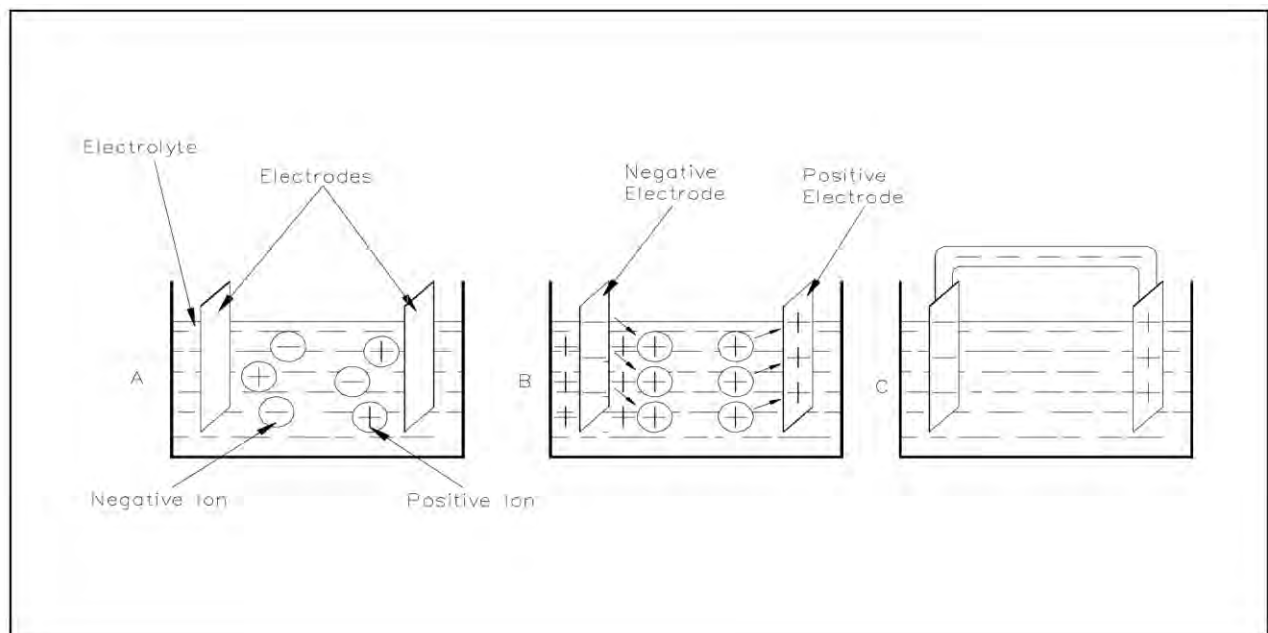 Electrolyte
Electrodes
Negative
Electrode
Positive
Electrode
A
B
C
Negative Ion
Positive Ion